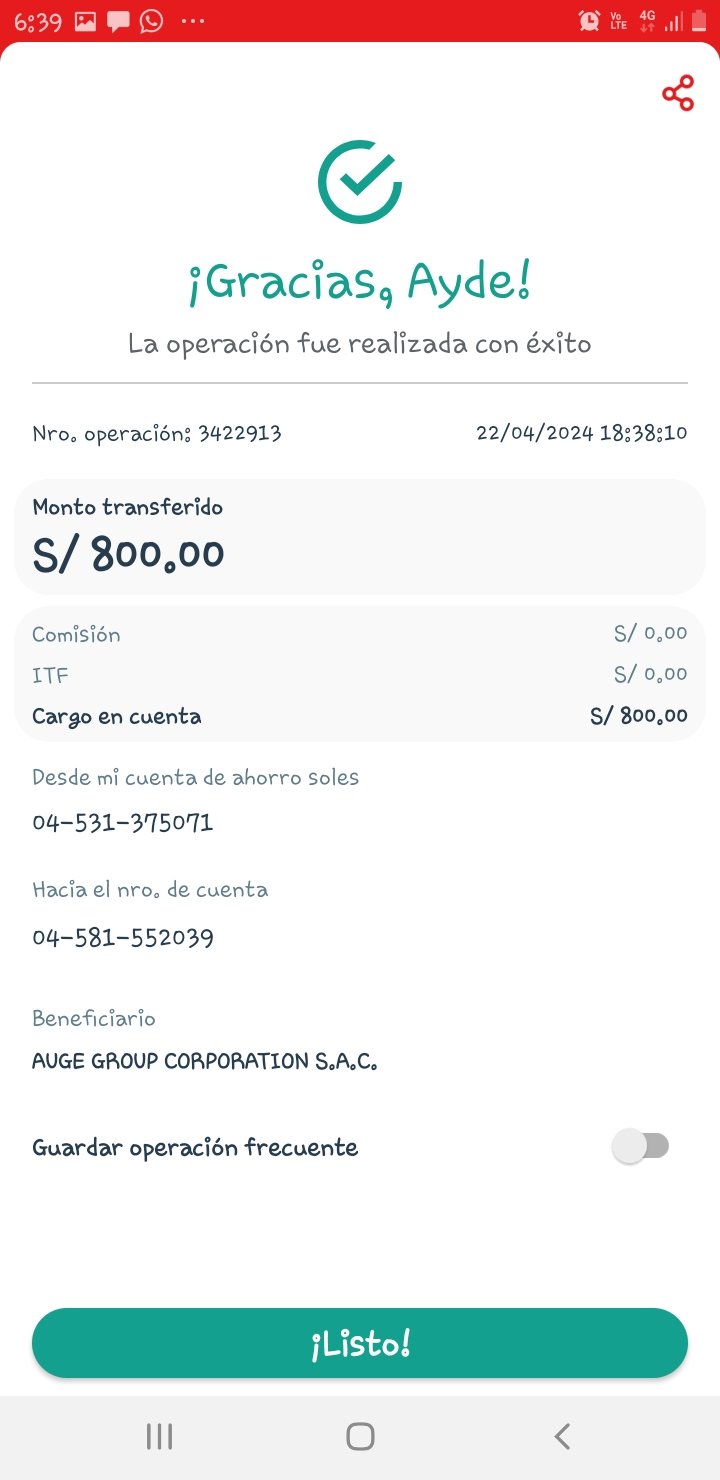 6:39
Vo LTE 4G
¡Gracias, Ayde!
La operación fue realizada con éxito
Nro. operación: 3422913 22/04/2024 18:38:10
Monto transferido
S/ 800.00
Comisión S/ 0.00
ITF S/ 0.00
Cargo en cuenta S/ 800.00
Desde mi cuenta de ahorro soles
04-531-375071
Hacia el nro. de cuenta
04-581-552039
Beneficiario
AUGE GROUP CORPORATION S.A.C.
Guardar operación frecuente
¡Listo!